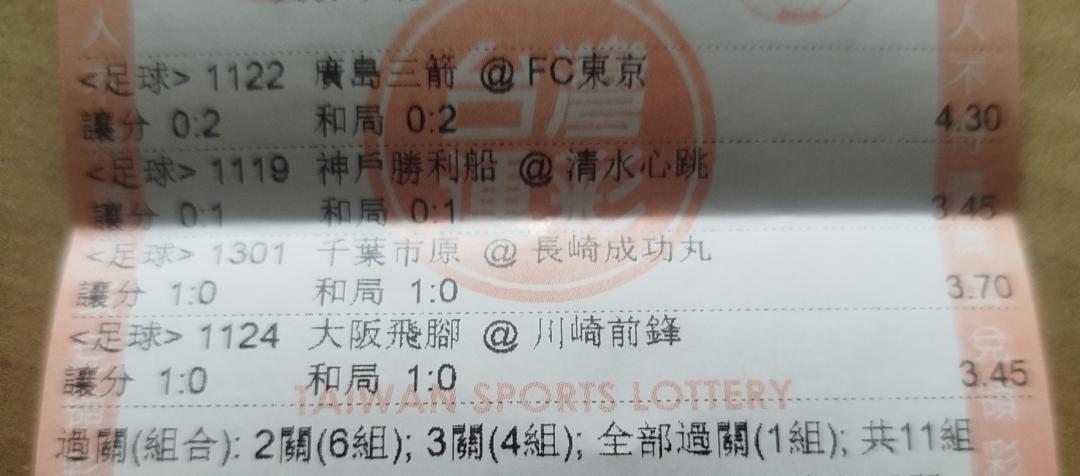 <足球> 1122 廣島三箭 @ FC東京
讓分 0:2 和局 0:2 4.30
<足球> 1119 神戶勝利船 @ 清水心跳
讓分 0:1 和局 0:1 3.45
<足球> 1301 千葉市原 @ 長崎成功丸
讓分 1:0 和局 1:0 3.70
<足球> 1124 大阪飛腳 @ 川崎前鋒
讓分 1:0 和局 1:0 3.45
過關(組合): 2關(6組); 3關(4組); 全部過關(1組); 共11組
台灣運彩
TAIWAN SPORTS LOTTERY